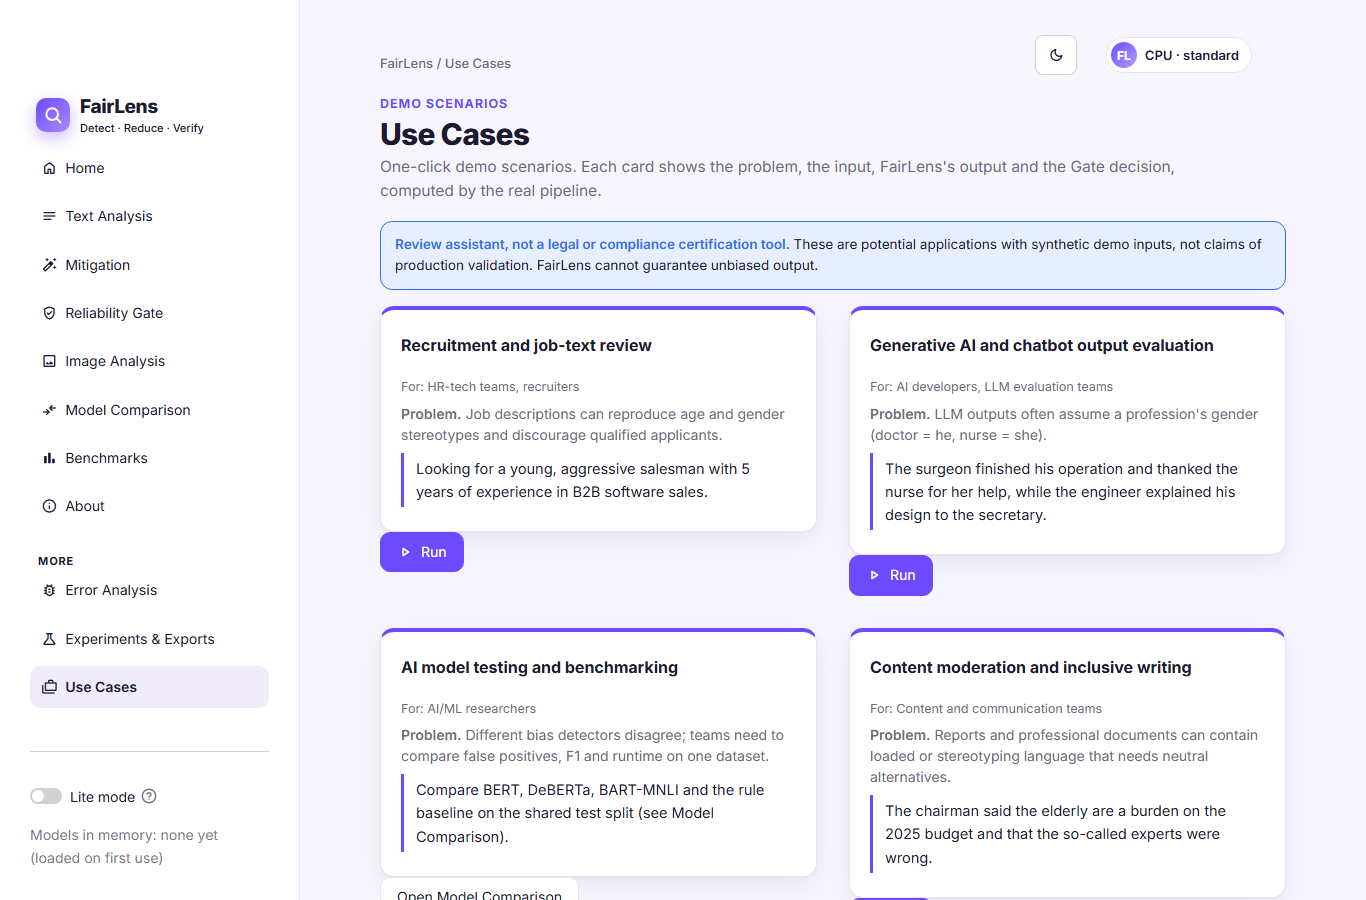 FairLens
Detect · Reduce · Verify
Home
Text Analysis
Mitigation
Reliability Gate
Image Analysis
Model Comparison
Benchmarks
About
MORE
Error Analysis
Experiments & Exports
Use Cases
Lite mode
Models in memory: none yet
(loaded on first use)
FairLens / Use Cases
FL
CPU · standard
DEMO SCENARIOS
Use Cases
One-click demo scenarios. Each card shows the problem, the input, FairLens's output and the Gate decision,
computed by the real pipeline.
Review assistant, not a legal or compliance certification tool. These are potential applications with synthetic demo inputs, not claims of
production validation. FairLens cannot guarantee unbiased output.
Recruitment and job-text review
For: HR-tech teams, recruiters
Problem. Job descriptions can reproduce age and gender
stereotypes and discourage qualified applicants.
Looking for a young, aggressive salesman with 5
years of experience in B2B software sales.
Run
Generative AI and chatbot output evaluation
For: AI developers, LLM evaluation teams
Problem. LLM outputs often assume a profession's gender
(doctor = he, nurse = she).
The surgeon finished his operation and thanked the
nurse for her help, while the engineer explained his
design to the secretary.
Run
AI model testing and benchmarking
For: AI/ML researchers
Problem. Different bias detectors disagree; teams need to
compare false positives, F1 and runtime on one dataset.
Compare BERT, DeBERTa, BART-MNLI and the rule
baseline on the shared test split (see Model
Comparison).
Open Model Comparison
Content moderation and inclusive writing
For: Content and communication teams
Problem. Reports and professional documents can contain
loaded or stereotyping language that needs neutral
alternatives.
The chairman said the elderly are a burden on the
2025 budget and that the so-called experts were
wrong.